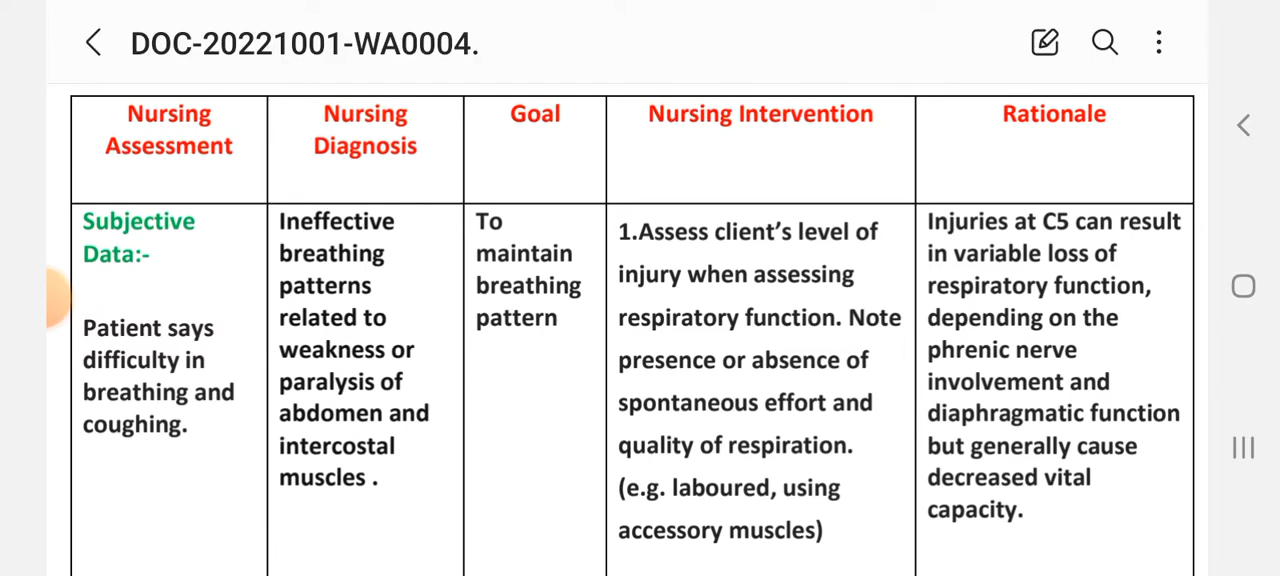 DOC-20221001-WA0004.
Nursing
Assessment
Nursing
Diagnosis
Goal
Nursing Intervention
Rationale
Subjective
Data:-
Patient says
difficulty in
breathing and
coughing.
Ineffective
breathing
patterns
related to
weakness or
paralysis of
abdomen and
intercostal
muscles .
To
maintain
breathing
pattern
1.Assess client’s level of
injury when assessing
respiratory function. Note
presence or absence of
spontaneous effort and
quality of respiration.
(e.g. laboured, using
accessory muscles)
Injuries at C5 can result
in variable loss of
respiratory function,
depending on the
phrenic nerve
involvement and
diaphragmatic function
but generally cause
decreased vital
capacity.